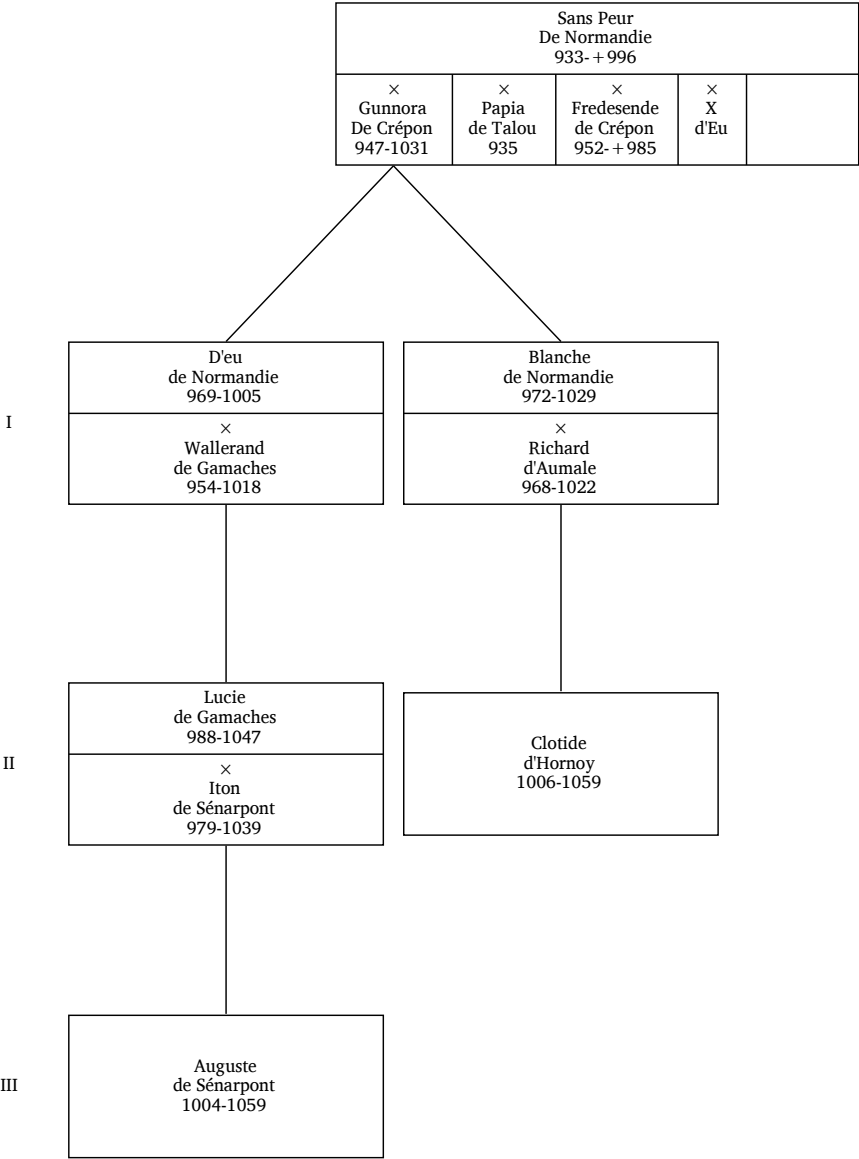 Sans Peur
De Normandie
933-+996
×
Gunnora
De Crépon
947-1031
×
Papia
de Talou
935
×
Fredesende
de Crépon
952-+985
×
X
d'Eu
I
D'eu
de Normandie
969-1005
×
Wallerand
de Gamaches
954-1018
Blanche
de Normandie
972-1029
×
Richard
d'Aumale
968-1022
II
Lucie
de Gamaches
988-1047
×
Iton
de Sénarpont
979-1039
Clotide
d'Hornoy
1006-1059
III
Auguste
de Sénarpont
1004-1059